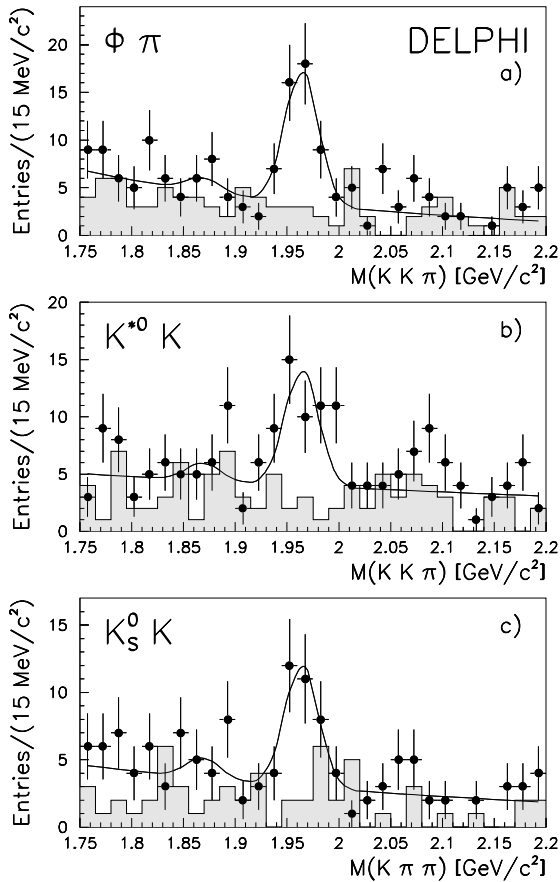 Φ π
DELPHI
a)
Entries/(15 MeV/c²)
20
15
10
5
0
1.75 1.8 1.85 1.9 1.95 2 2.05 2.1 2.15 2.2
M(K K π) [GeV/c²]
K*⁰ K
b)
Entries/(15 MeV/c²)
20
15
10
5
0
1.75 1.8 1.85 1.9 1.95 2 2.05 2.1 2.15 2.2
M(K K π) [GeV/c²]
K⁰ₛ K
c)
Entries/(15 MeV/c²)
15
10
5
0
1.75 1.8 1.85 1.9 1.95 2 2.05 2.1 2.15 2.2
M(K π π) [GeV/c²]